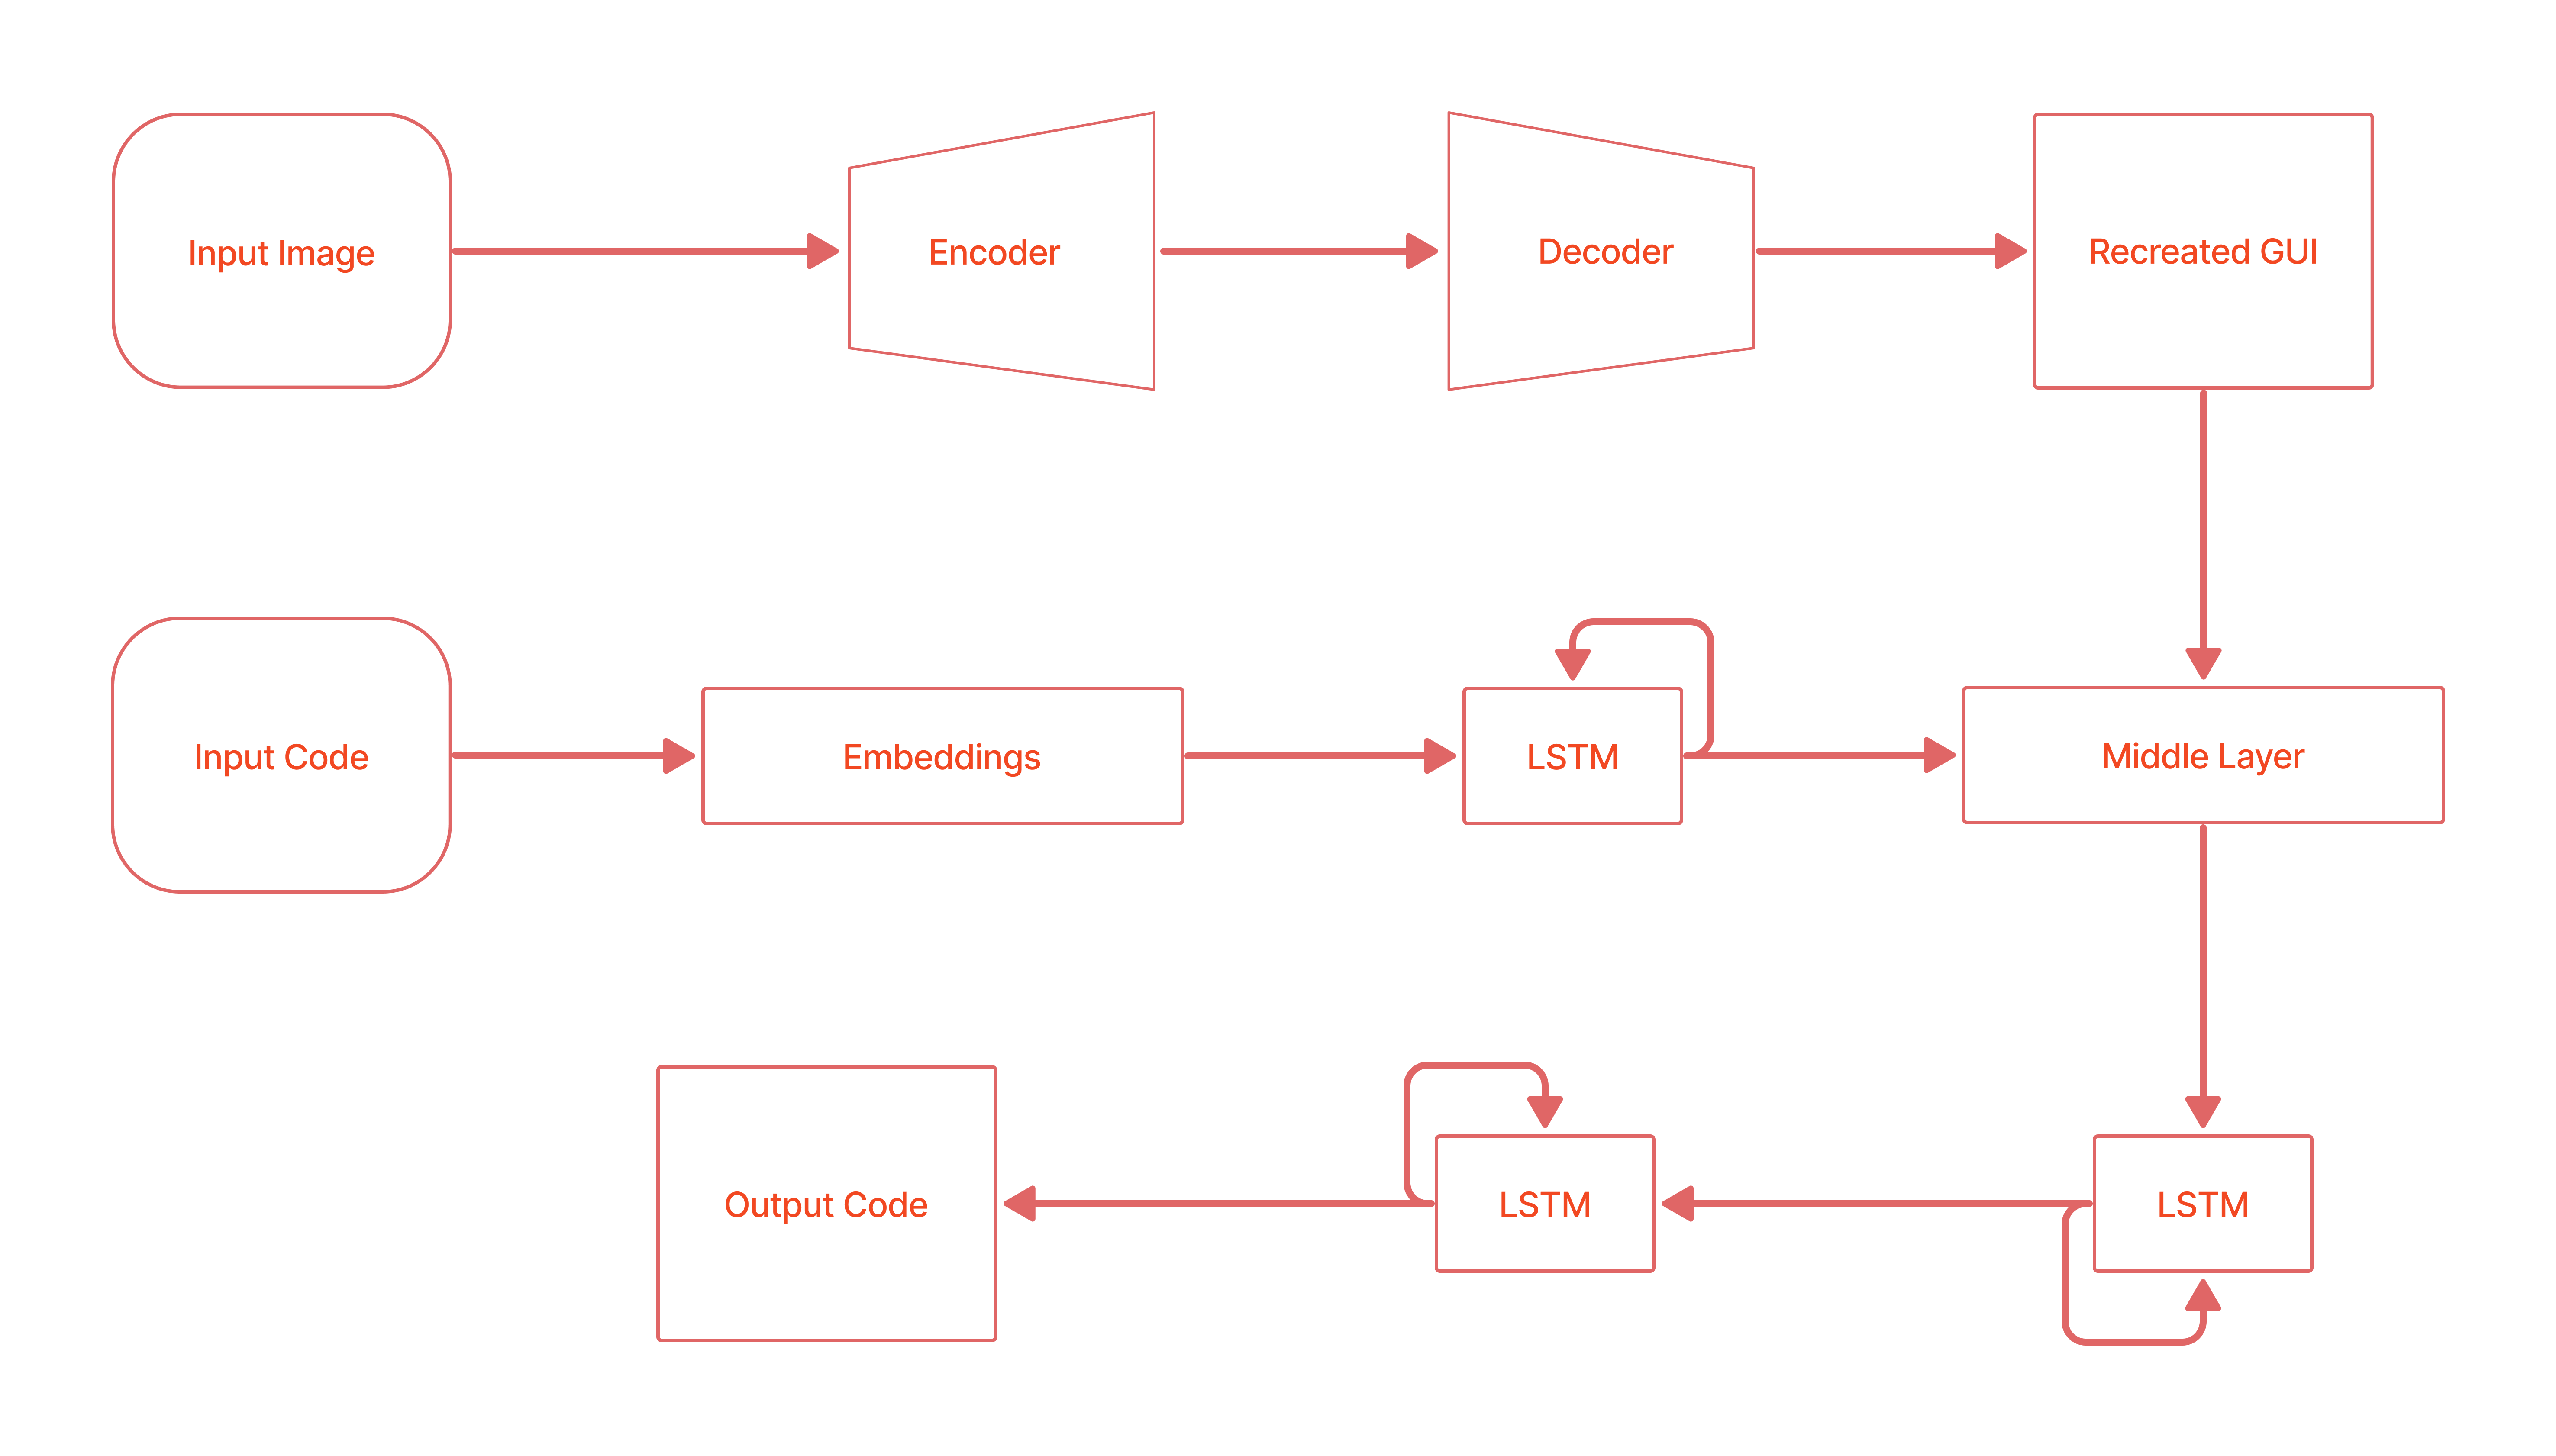 Input Image
Encoder
Decoder
Recreated GUI
Input Code
Embeddings
LSTM
Middle Layer
Output Code
LSTM
LSTM